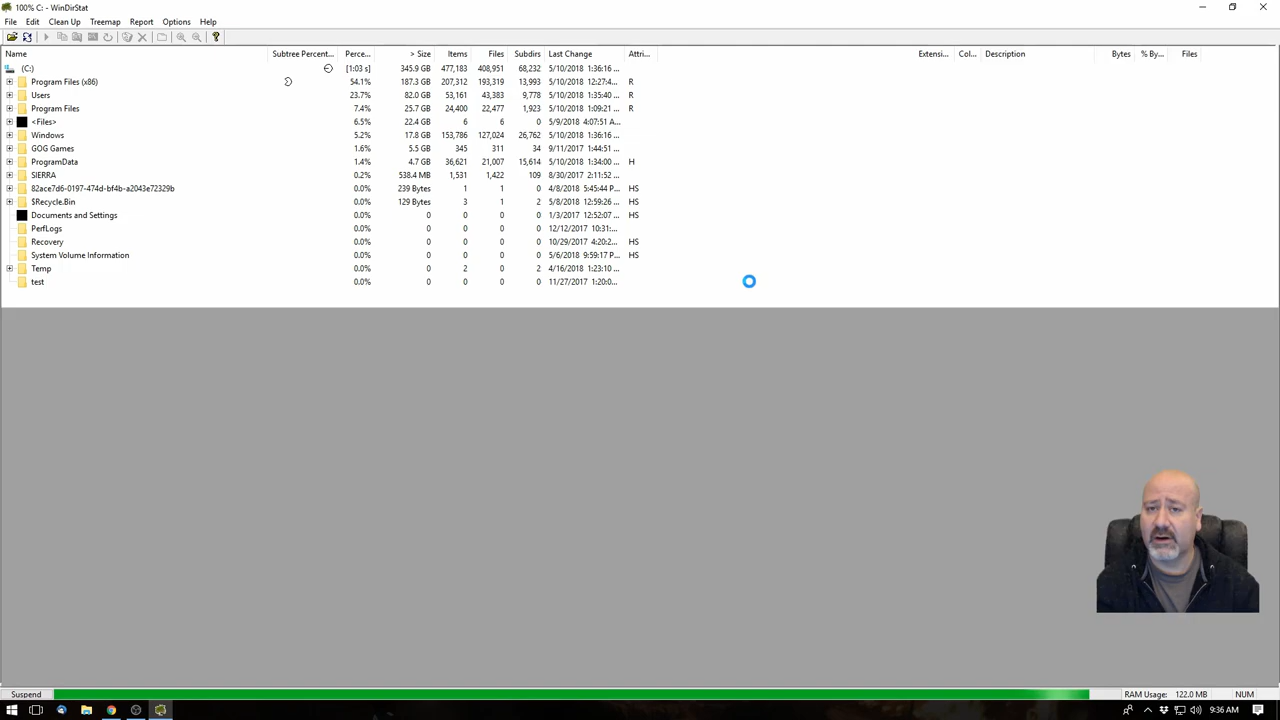 100% C: - WinDirStat
File Edit Clean Up Treemap Report Options Help
Name Subtree Percent... Perce... > Size Items Files Subdirs Last Change Attri... Extensi... Col... Description Bytes % By... Files
(C:) [1:03 s] 345.9 GB 477,183 408,951 68,232 5/10/2018 1:36:16 ...
Program Files (x86) 54.1% 187.3 GB 207,312 193,319 13,993 5/10/2018 12:27:4... R
Users 23.7% 82.0 GB 53,161 43,383 9,778 5/10/2018 1:35:40 ... R
Program Files 7.4% 25.7 GB 24,400 22,477 1,923 5/10/2018 1:09:21 ... R
<Files> 6.5% 22.4 GB 6 6 0 5/9/2018 4:07:51 A...
Windows 5.2% 17.8 GB 153,786 127,024 26,762 5/10/2018 1:36:16 ...
GOG Games 1.6% 5.5 GB 345 311 34 9/11/2017 1:44:51 ...
ProgramData 1.4% 4.7 GB 36,621 21,007 15,614 5/10/2018 1:34:00 ... H
SIERRA 0.2% 538.4 MB 1,531 1,422 109 8/30/2017 2:11:52 ...
82ace7d6-0197-474d-bf4b-a2043e72329b 0.0% 239 Bytes 1 1 0 4/8/2018 5:45:44 P... HS
$Recycle.Bin 0.0% 129 Bytes 3 1 2 5/8/2018 12:59:26 ... HS
Documents and Settings 0.0% 0 0 0 0 1/3/2017 12:52:07 ... HS
PerfLogs 0.0% 0 0 0 0 12/12/2017 10:31:...
Recovery 0.0% 0 0 0 0 10/29/2017 4:20:2... HS
System Volume Information 0.0% 0 0 0 0 5/6/2018 9:59:17 P... HS
Temp 0.0% 0 2 0 2 4/16/2018 1:23:10 ...
test 0.0% 0 0 0 0 11/27/2017 1:20:0...
Suspend RAM Usage: 122.0 MB NUM
9:36 AM